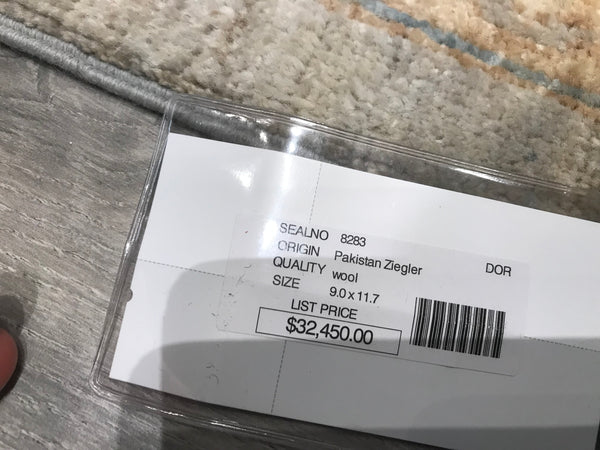 SEALNO 8283
ORIGIN Pakistan Ziegler DOR
QUALITY wool
SIZE 9.0 x 11.7
LIST PRICE
$32,450.00